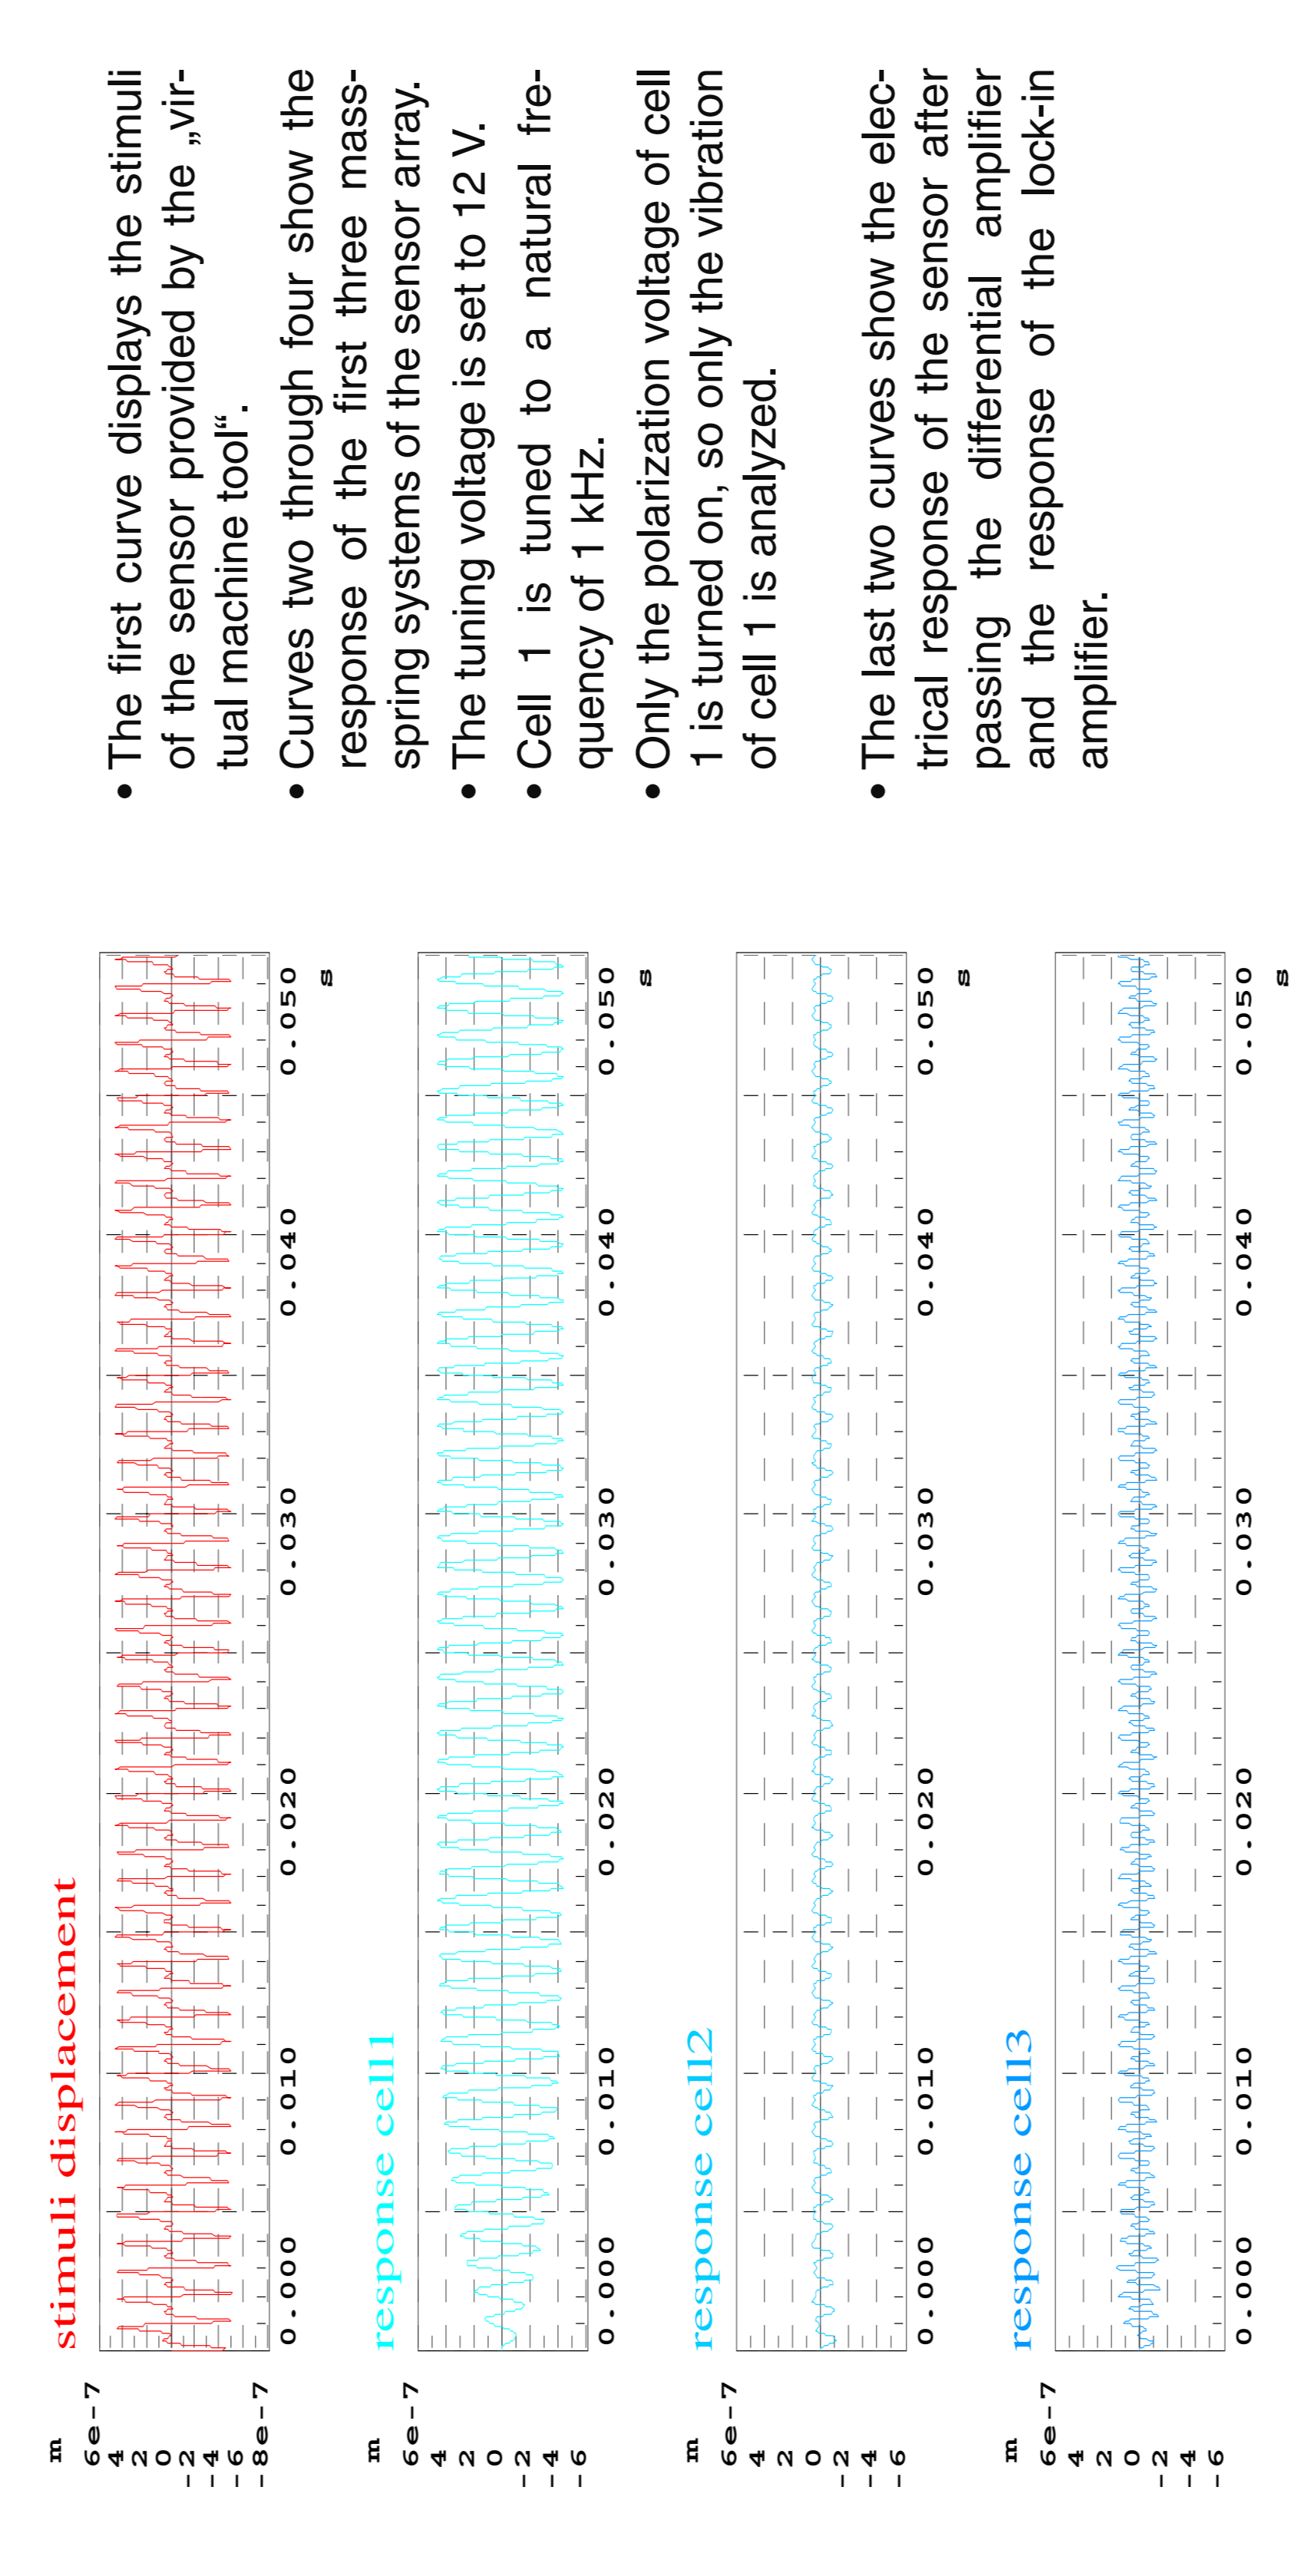 stimuli displacement
m
6e-7
4
2
0
-2
-4
-6
-8e-7
0.000
0.010
0.020
0.030
0.040
0.050
s
response cell1
m
6e-7
4
2
0
-2
-4
-6
0.000
0.010
0.020
0.030
0.040
0.050
s
response cell2
m
6e-7
4
2
0
-2
-4
-6
0.000
0.010
0.020
0.030
0.040
0.050
s
response cell3
m
6e-7
4
2
0
-2
-4
-6
0.000
0.010
0.020
0.030
0.040
0.050
s
• The first curve displays the stimuli
of the sensor provided by the „vir-
tual machine tool“.
• Curves two through four show the
response of the first three mass-
spring systems of the sensor array.
• The tuning voltage is set to 12 V.
• Cell 1 is tuned to a natural fre-
quency of 1 kHz.
• Only the polarization voltage of cell
1 is turned on, so only the vibration
of cell 1 is analyzed.
• The last two curves show the elec-
trical response of the sensor after
passing the differential amplifier
and the response of the lock-in
amplifier.